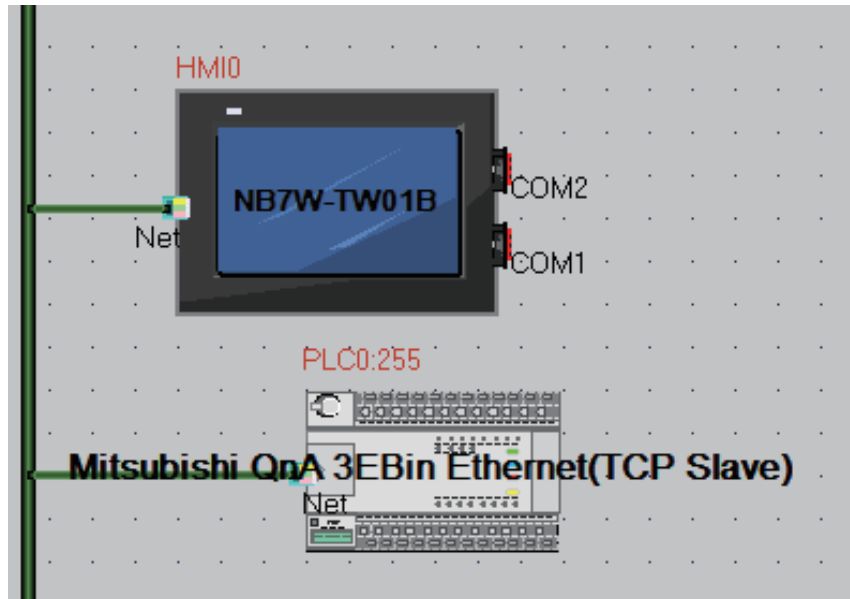 HMI0
NB7W-TW01B
COM2
Net
COM1
PLC0:255
Mitsubishi QnA 3EBin Ethernet(TCP Slave)
Net